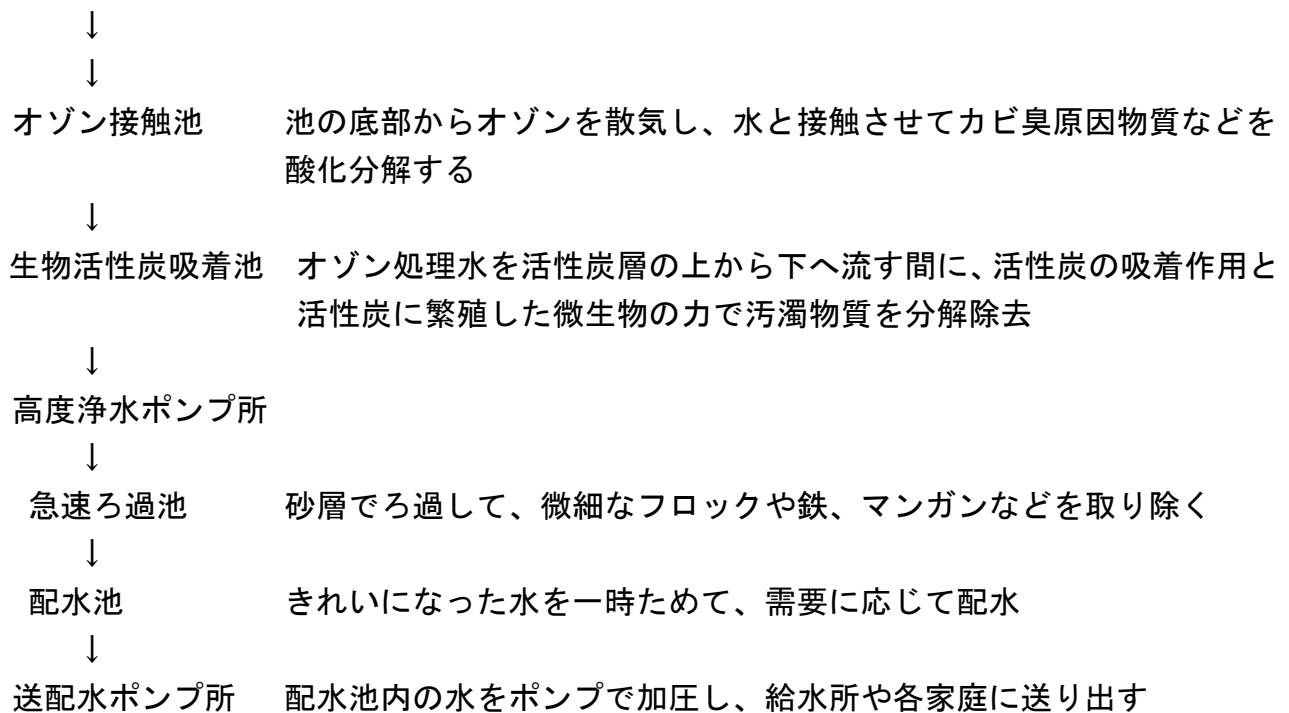 ↓
↓
オゾン接触池　池の底部からオゾンを散気し、水と接触させてカビ臭原因物質などを
酸化分解する
↓
生物活性炭吸着池　オゾン処理水を活性炭層の上から下へ流す間に、活性炭の吸着作用と
活性炭に繁殖した微生物の力で汚濁物質を分解除去
↓
高度浄水ポンプ所
↓
急速ろ過池　砂層でろ過して、微細なフロックや鉄、マンガンなどを取り除く
↓
配水池　きれいになった水を一時ためて、需要に応じて配水
↓
送配水ポンプ所　配水池内の水をポンプで加圧し、給水所や各家庭に送り出す